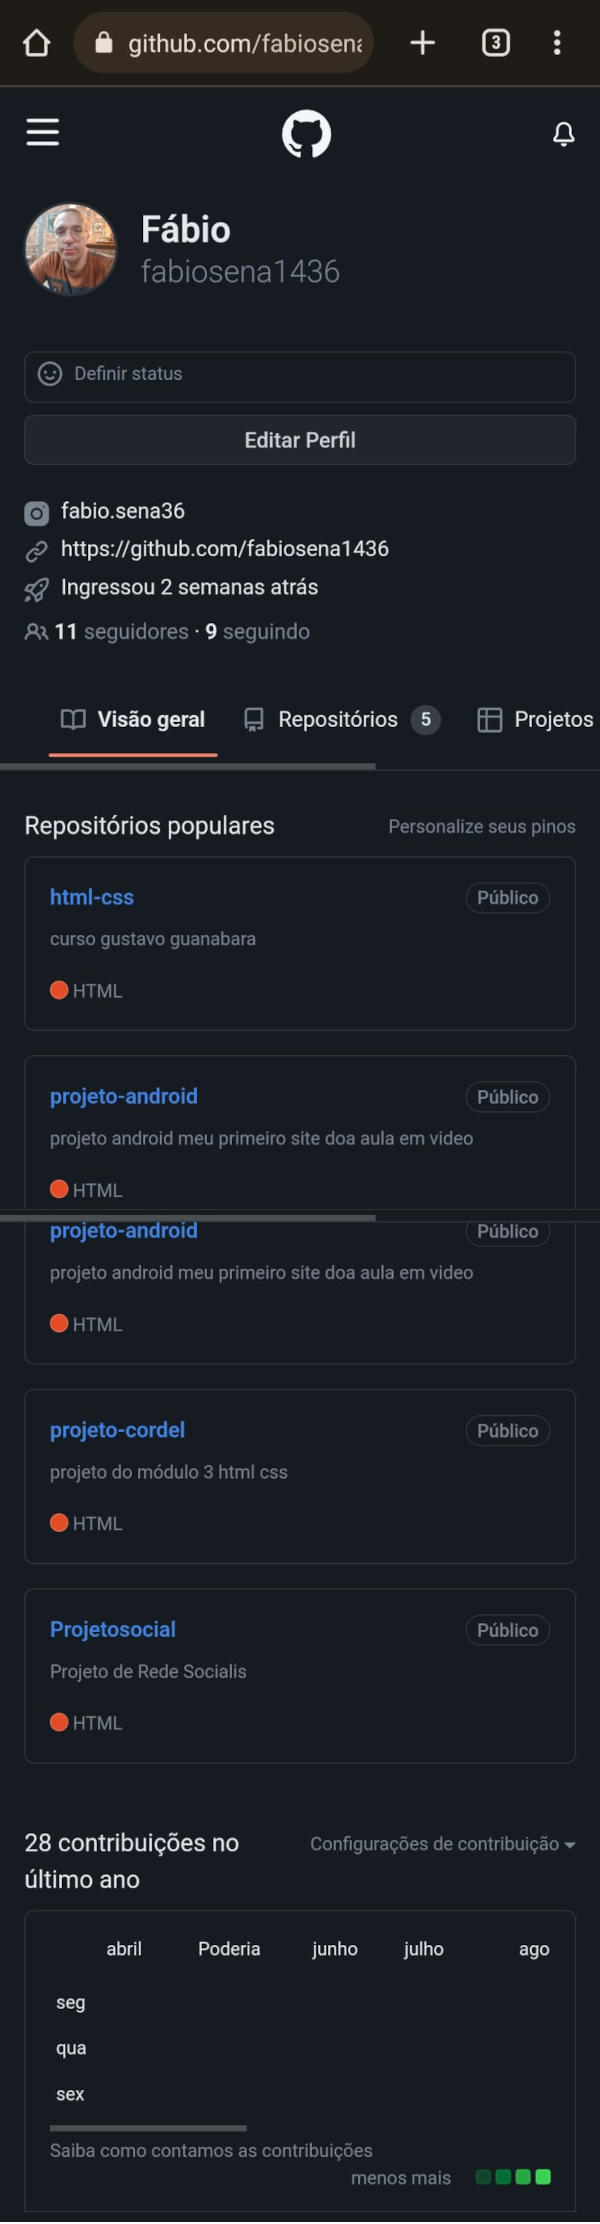 github.com/fabiosena
3
Fábio
fabiosena1436
Definir status
Editar Perfil
fabio.sena36
https://github.com/fabiosena1436
Ingressou 2 semanas atrás
11 seguidores · 9 seguindo
Visão geral Repositórios 5 Projetos
Repositórios populares Personalize seus pinos
html-css Público
curso gustavo guanabara
HTML
projeto-android Público
projeto android meu primeiro site doa aula em video
HTML
projeto-android Público
projeto android meu primeiro site doa aula em video
HTML
projeto-cordel Público
projeto do módulo 3 html css
HTML
Projetosocial Público
Projeto de Rede Socialis
HTML
28 contribuições no Configurações de contribuição
último ano
abril Poderia junho julho ago
seg
qua
sex
Saiba como contamos as contribuições
menos mais